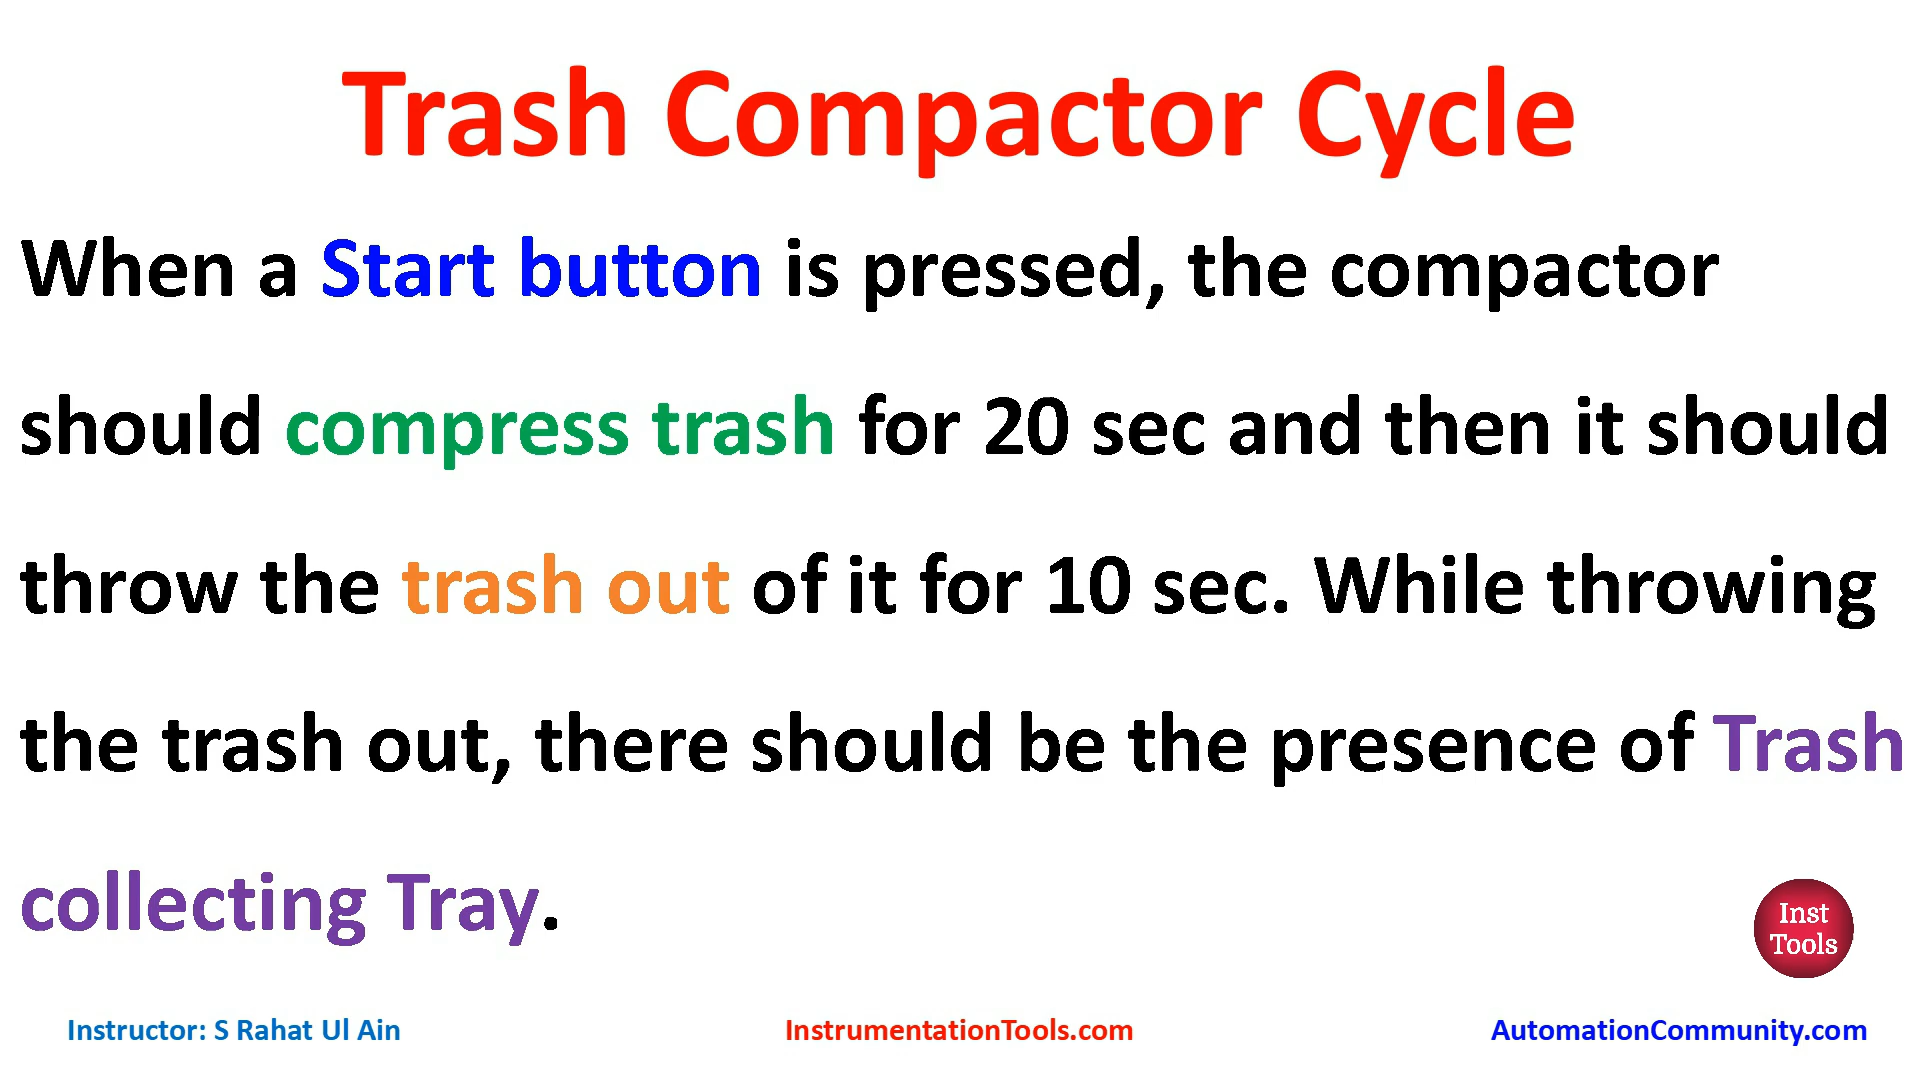 Trash Compactor Cycle
When a Start button is pressed, the compactor
should compress trash for 20 sec and then it should
throw the trash out of it for 10 sec. While throwing
the trash out, there should be the presence of Trash
collecting Tray.
Inst
Tools
Instructor: S Rahat Ul Ain
InstrumentationTools.com
AutomationCommunity.com